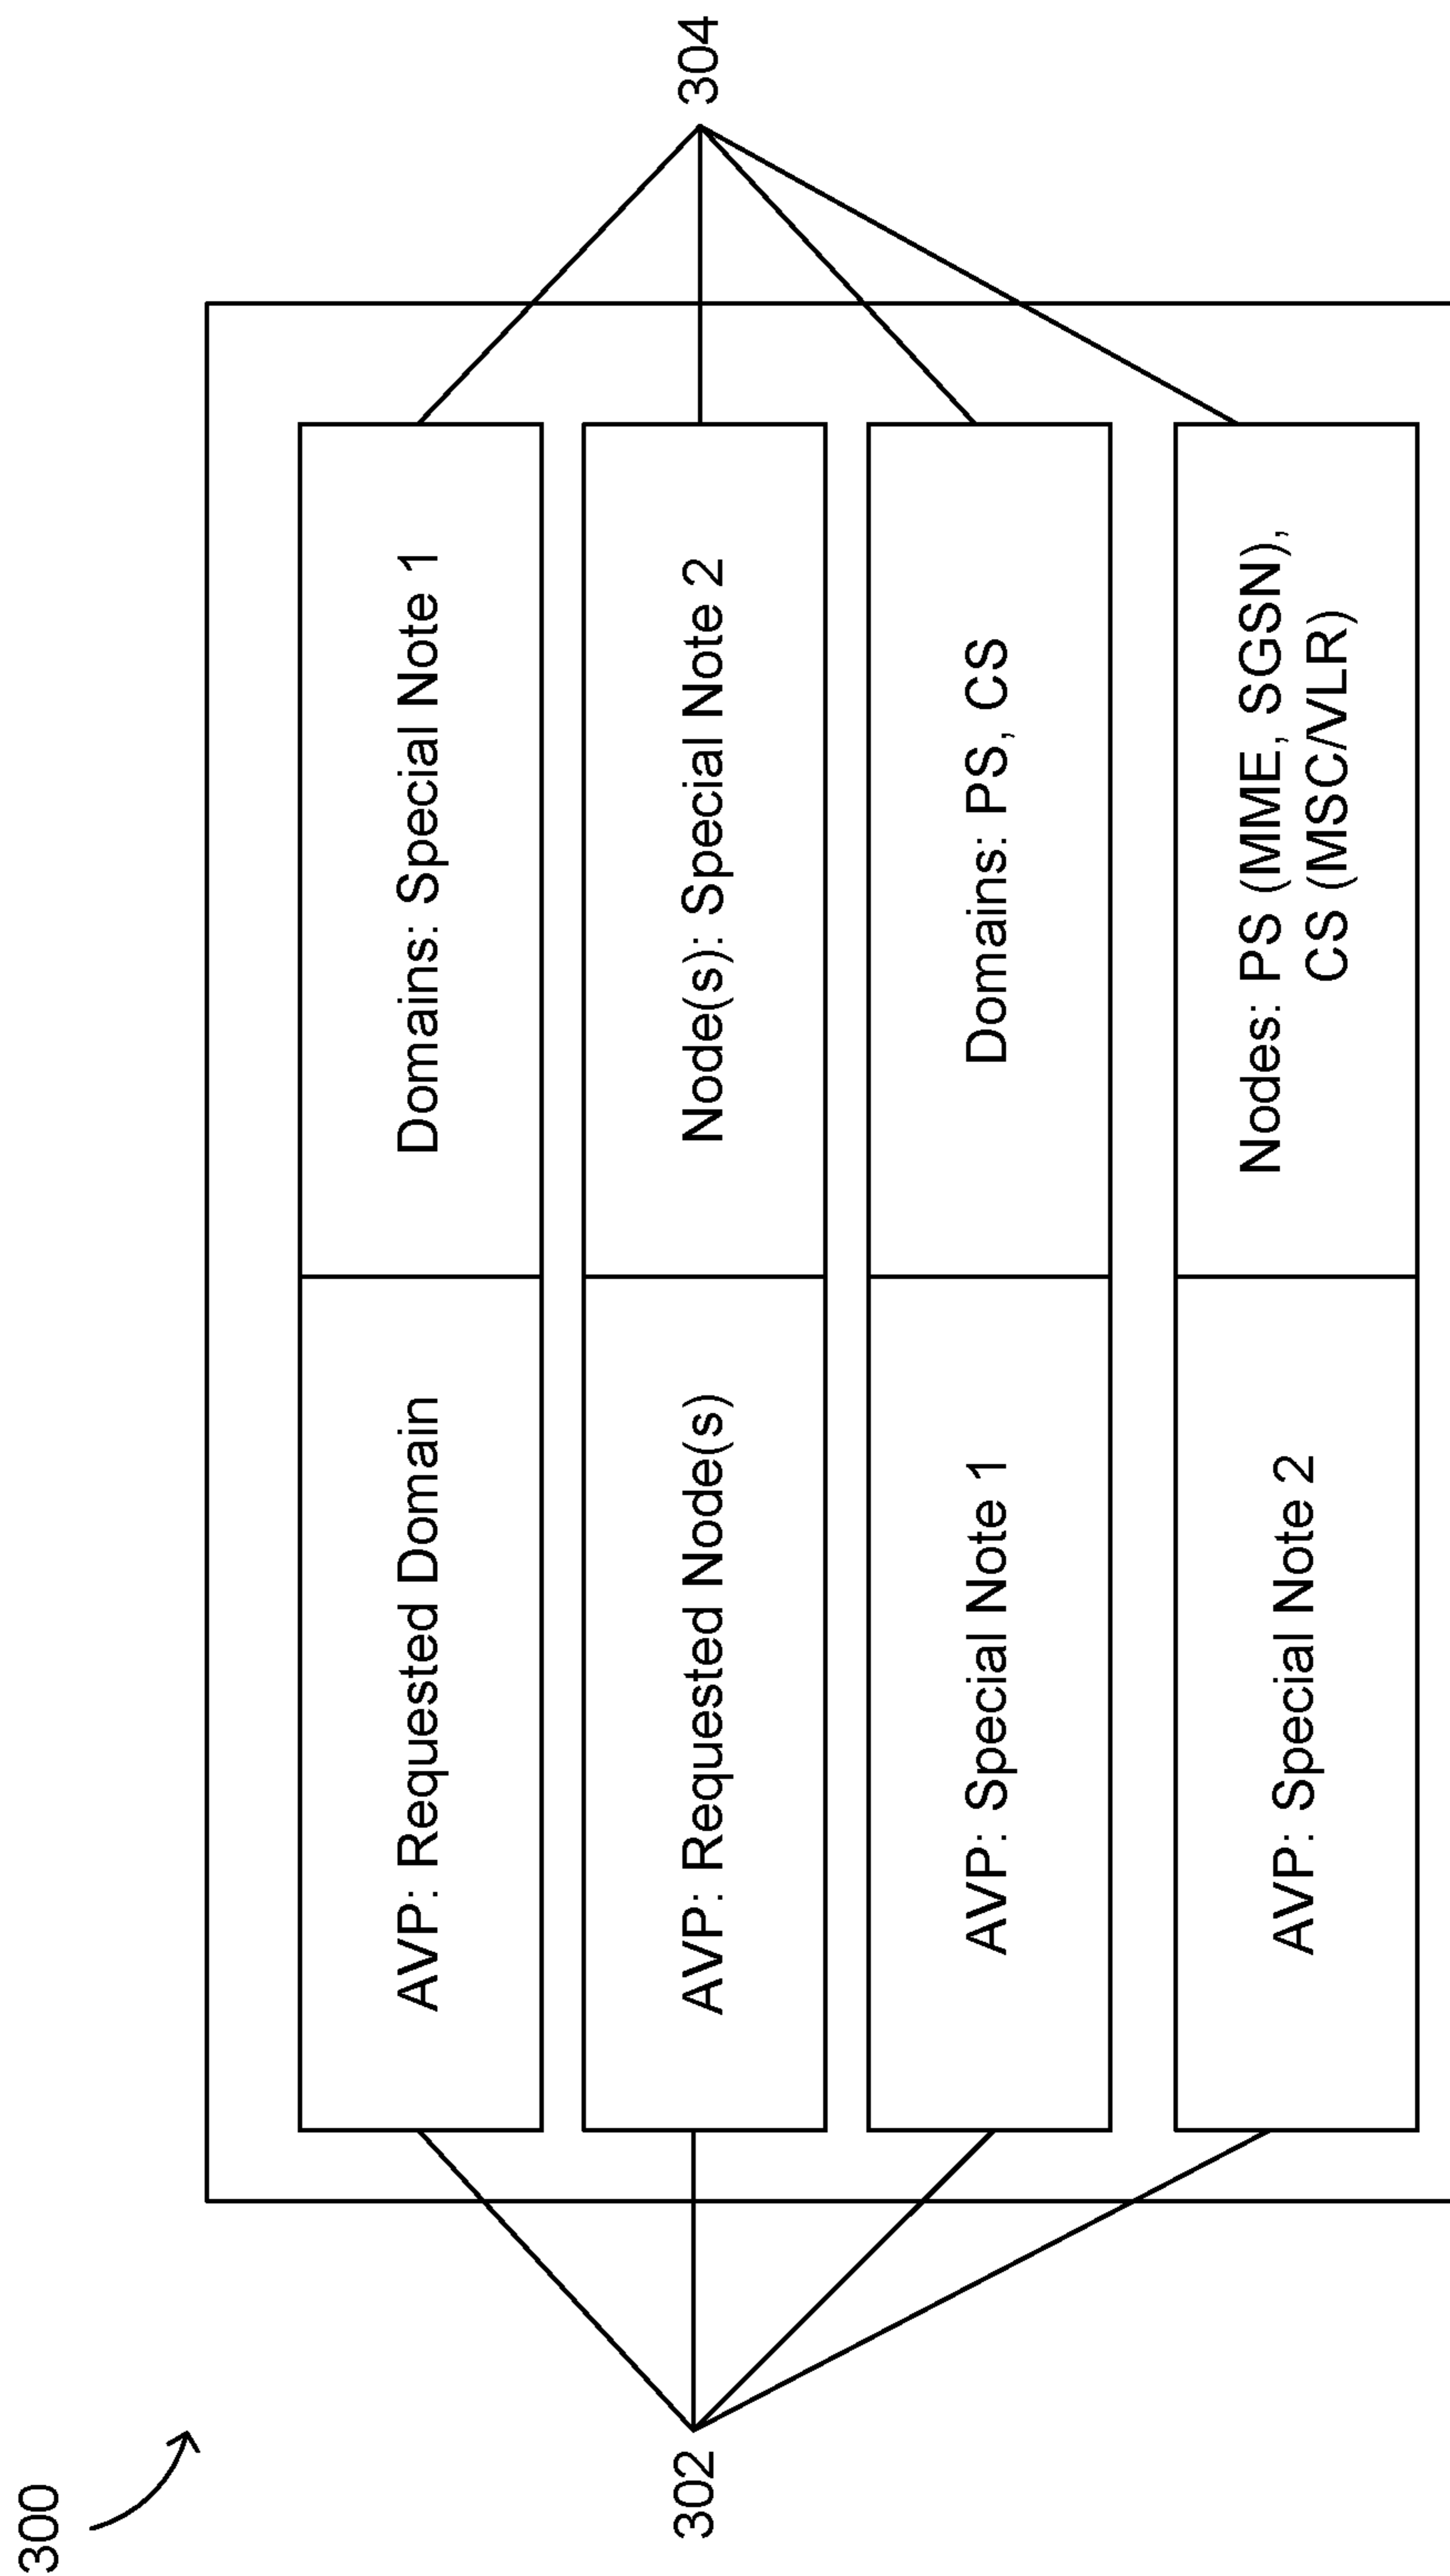 300
302
304
AVP: Requested Domain
Domains: Special Note 1
AVP: Requested Node(s)
Node(s): Special Note 2
AVP: Special Note 1
Domains: PS, CS
AVP: Special Note 2
Nodes: PS (MME, SGSN),
CS (MSC/VLR)